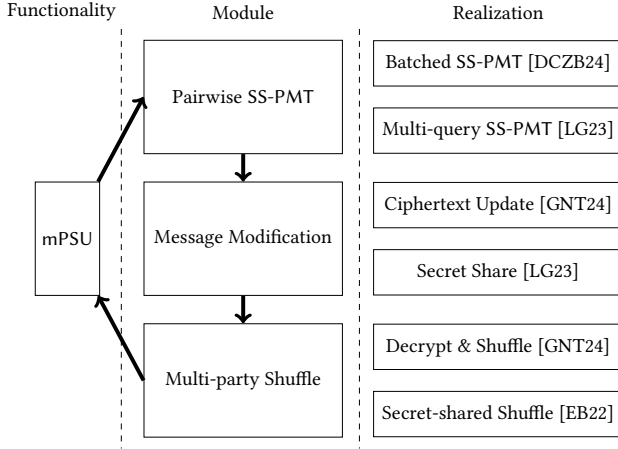 Functionality
Module
Realization
Pairwise SS-PMT
Batched SS-PMT [DCZB24]
Multi-query SS-PMT [LG23]
mPSU
Message Modification
Ciphertext Update [GNT24]
Secret Share [LG23]
Multi-party Shuffle
Decrypt & Shuffle [GNT24]
Secret-shared Shuffle [EB22]